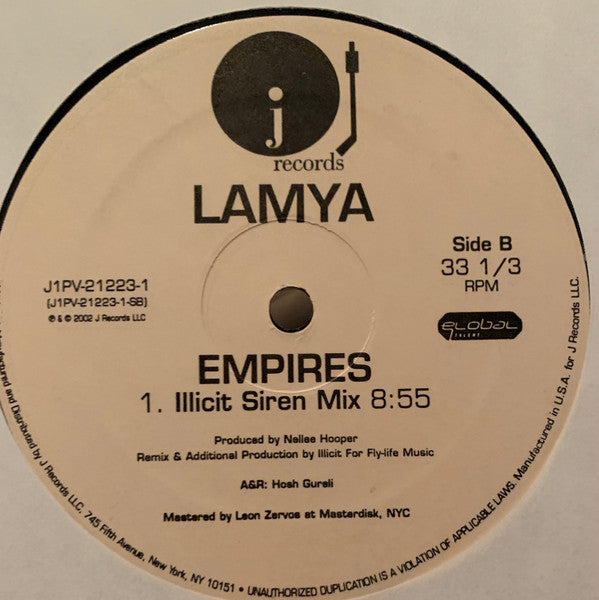 j
records
LAMYA
J1PV-21223-1
(J1PV-21223-1-SB)
℗ & © 2002 J Records LLC
Side B
33 1/3
RPM
GLOBAL
TALENT
EMPIRES
1. Illicit Siren Mix 8:55
Produced by Nellee Hooper
Remix & Additional Production by Illicit For Fly-life Music
A&R: Hosh Gureli
Mastered by Leon Zervos at Masterdisk, NYC
Manufactured and Distributed by J Records LLC. 745 Fifth Avenue, New York, NY 10151 • UNAUTHORIZED DUPLICATION IS A VIOLATION OF APPLICABLE LAWS. Manufactured in U.S.A. for J Records LLC.